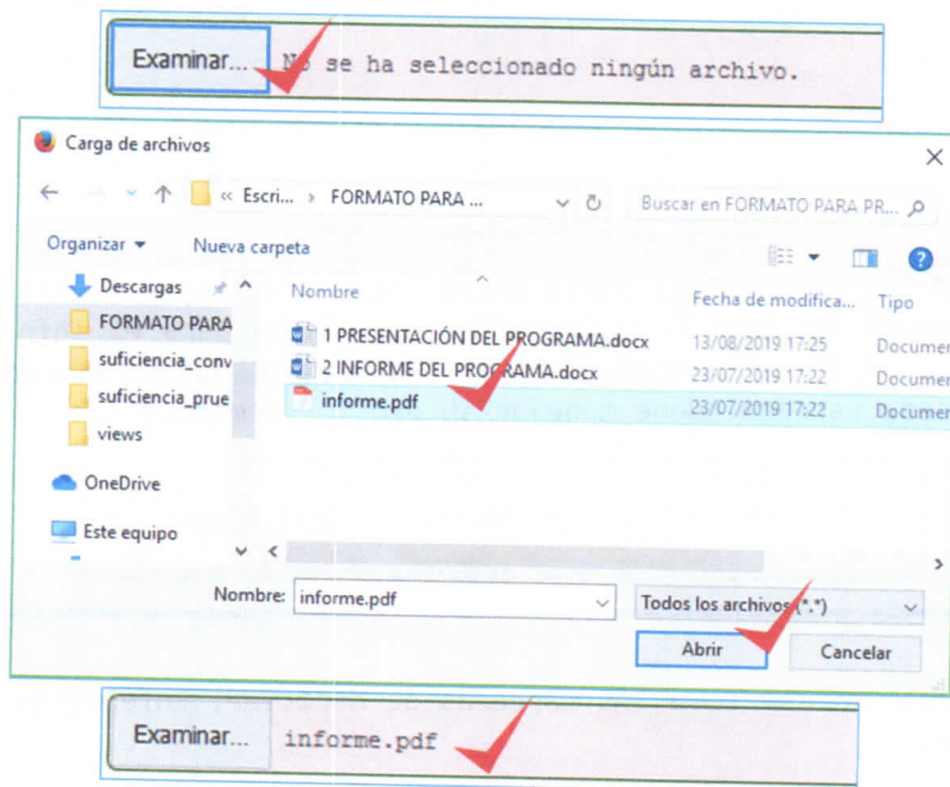 Examinar... No se ha seleccionado ningún archivo.
Carga de archivos
« Escri... › FORMATO PARA ...
Buscar en FORMATO PARA PR...
Organizar
Nueva carpeta
Nombre
Fecha de modifica...
Tipo
Descargas
FORMATO PARA
suficiencia_conv
suficiencia_prue
views
OneDrive
Este equipo
1 PRESENTACIÓN DEL PROGRAMA.docx 13/08/2019 17:25 Documen
2 INFORME DEL PROGRAMA.docx 23/07/2019 17:22 Documen
informe.pdf 23/07/2019 17:22 Documen
Nombre: informe.pdf
Todos los archivos (*.*)
Abrir
Cancelar
Examinar... informe.pdf